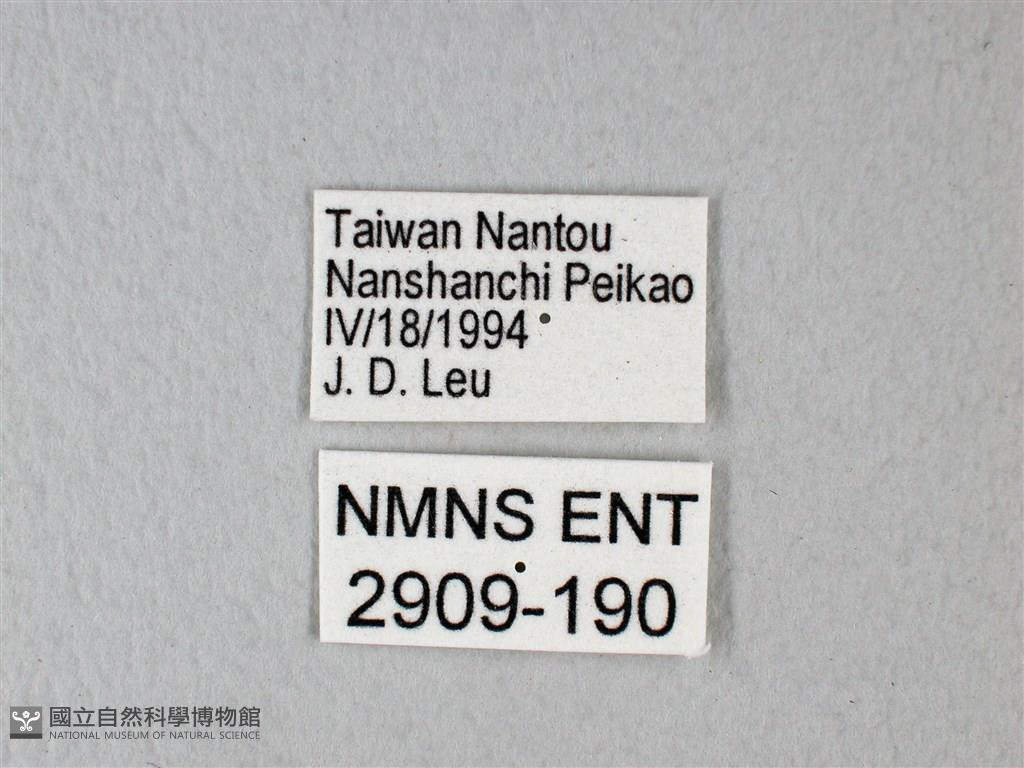 Taiwan Nantou
Nanshanchi Peikao
IV/18/1994
J. D. Leu
NMNS ENT
2909-190
國立自然科學博物館
NATIONAL MUSEUM OF NATURAL SCIENCE